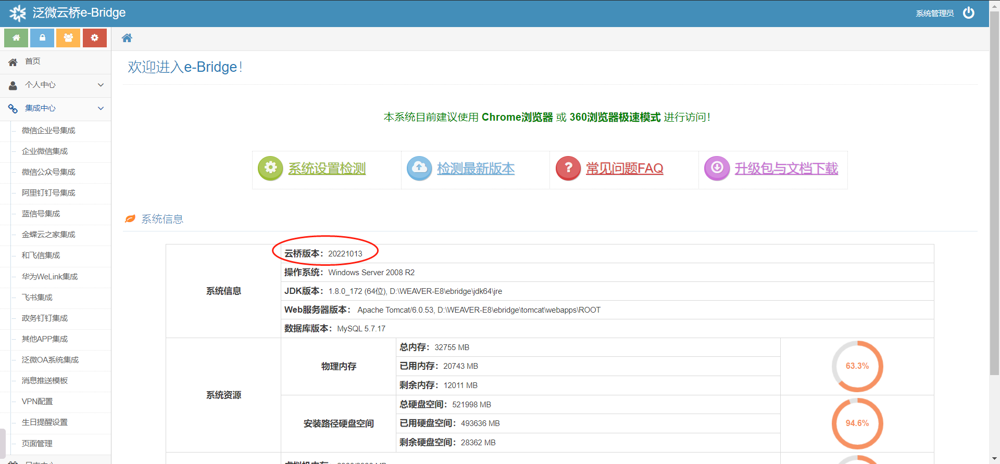 泛微云桥e-Bridge
系统管理员
首页
个人中心
集成中心
微信企业号集成
企业微信集成
微信公众号集成
阿里钉钉号集成
蓝信号集成
金蝶云之家集成
和飞信集成
华为WeLink集成
飞书集成
政务钉钉集成
其他APP集成
泛微OA系统集成
消息推送模板
VPN配置
生日提醒设置
页面管理
欢迎进入e-Bridge！
本系统目前建议使用 Chrome浏览器 或 360浏览器极速模式 进行访问！
系统设置检测
检测最新版本
常见问题FAQ
升级包与文档下载
系统信息
系统信息
云桥版本：20221013
操作系统：Windows Server 2008 R2
JDK版本：1.8.0_172 (64位), D:\WEAVER-E8\ebridge\jdk64\jre
Web服务器版本： Apache Tomcat/6.0.53, D:\WEAVER-E8\ebridge\tomcat\webapps\ROOT
数据库版本：MySQL 5.7.17
系统资源
物理内存
总内存：32755 MB
已用内存：20743 MB
剩余内存：12011 MB
63.3%
安装路径硬盘空间
总硬盘空间：521998 MB
已用硬盘空间：493636 MB
剩余硬盘空间：28362 MB
94.6%